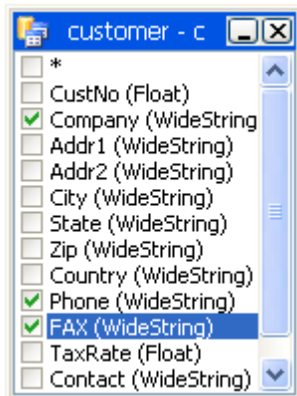 customer - c
*
CustNo (Float)
Company (WideString
Addr1 (WideString)
Addr2 (WideString)
City (WideString)
State (WideString)
Zip (WideString)
Country (WideString)
Phone (WideString)
FAX (WideString)
TaxRate (Float)
Contact (WideString)